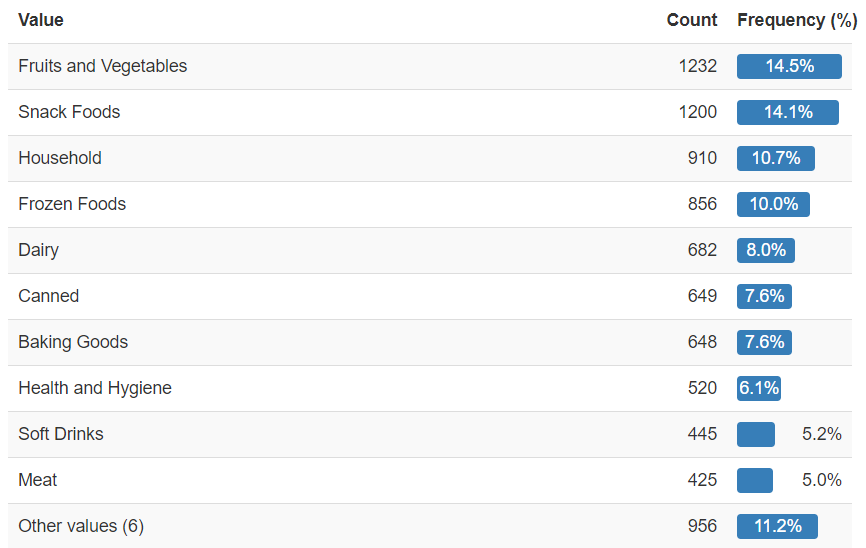 Value Count Frequency (%)
Fruits and Vegetables 1232 14.5%
Snack Foods 1200 14.1%
Household 910 10.7%
Frozen Foods 856 10.0%
Dairy 682 8.0%
Canned 649 7.6%
Baking Goods 648 7.6%
Health and Hygiene 520 6.1%
Soft Drinks 445 5.2%
Meat 425 5.0%
Other values (6) 956 11.2%